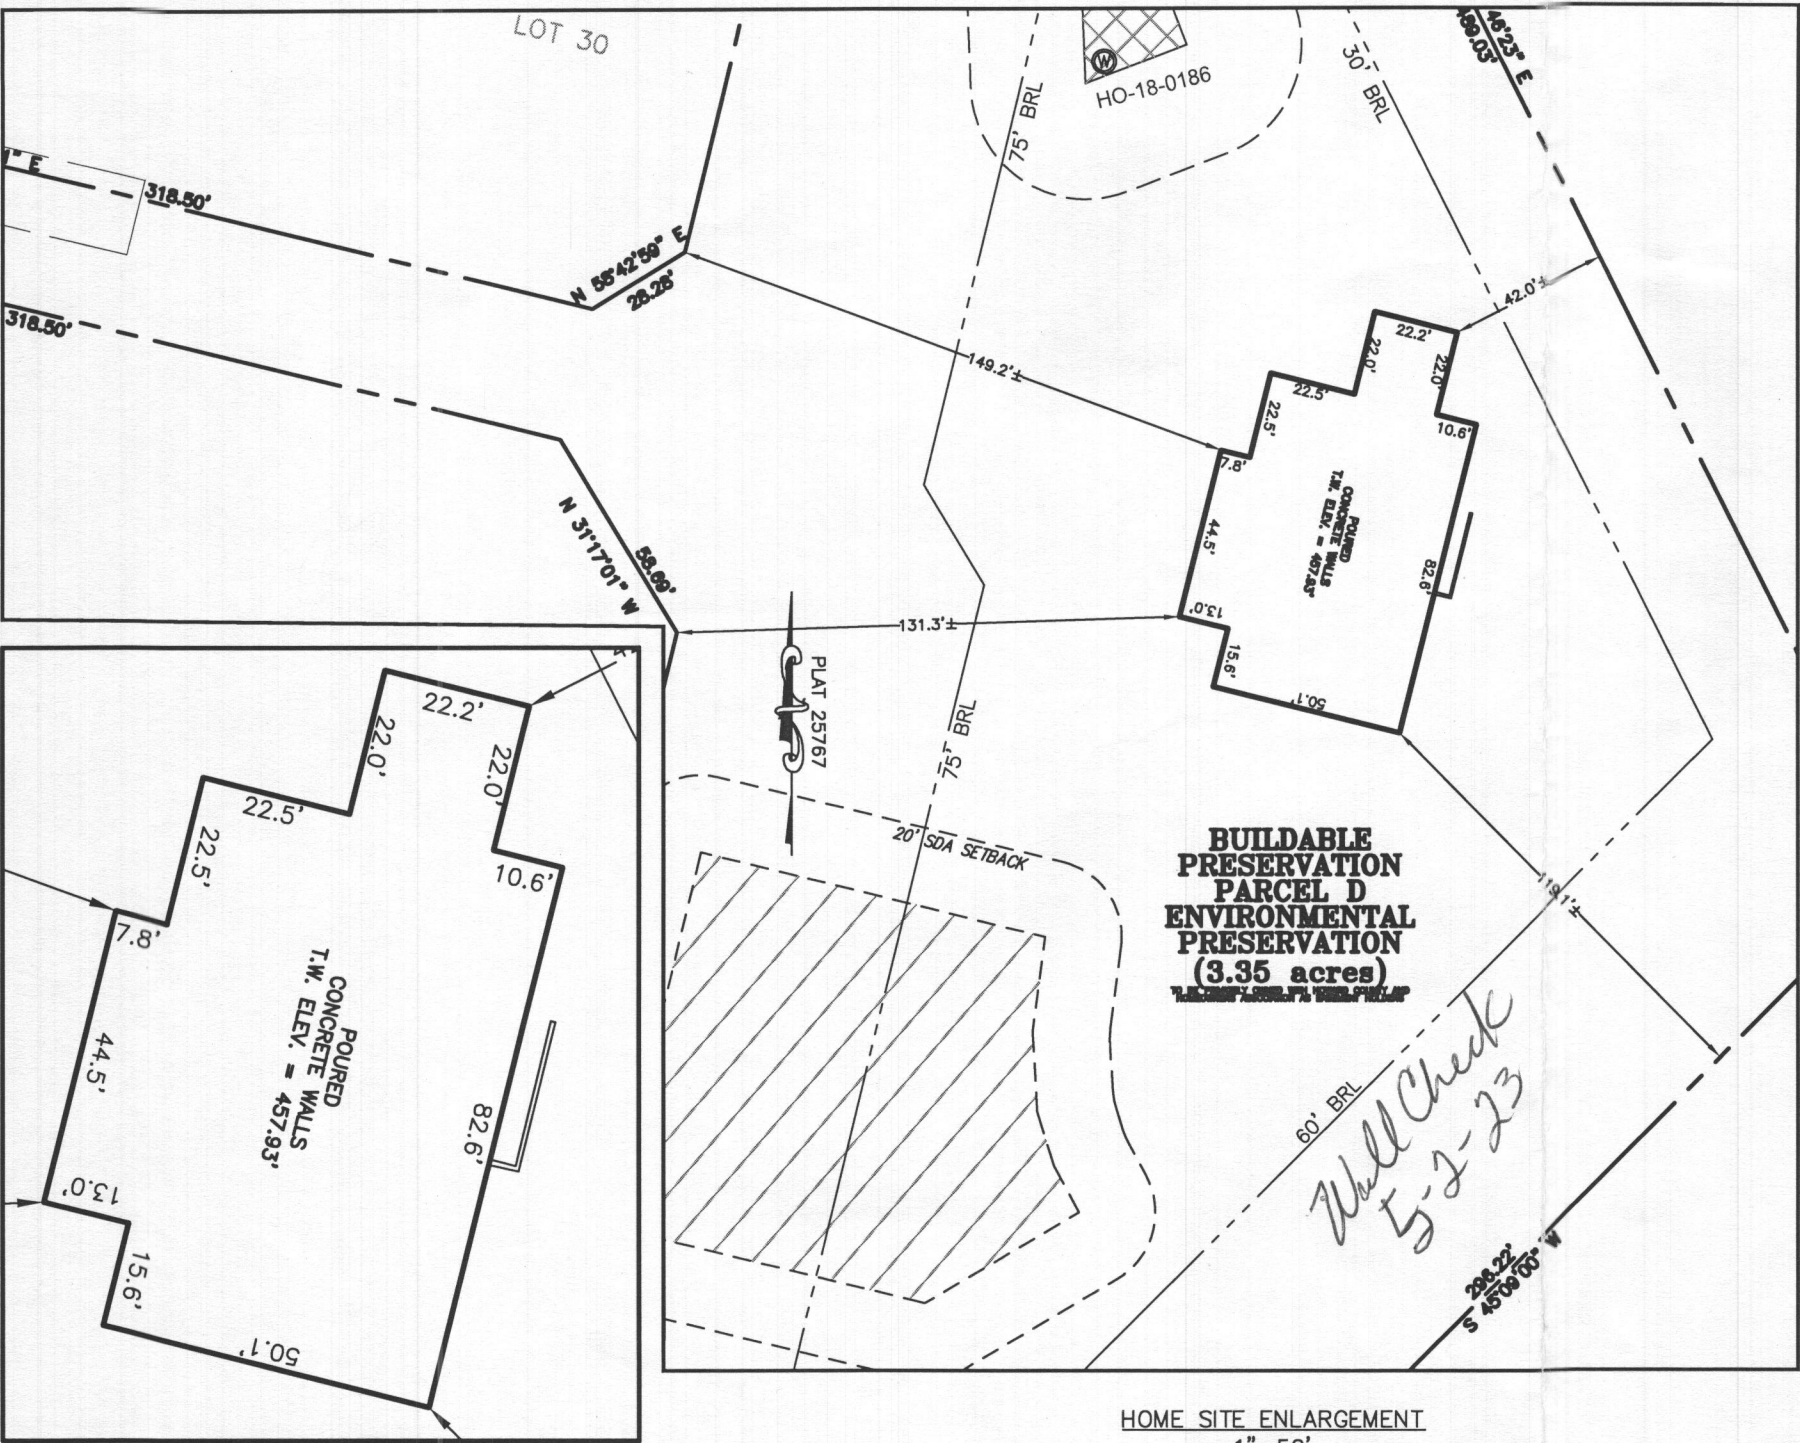 LOT 30
HO-18-0186
75' BRL
30' BRL
46'23" E
489.03'
1" E
318.50'
318.50'
N 58°42'59" E
28.28'
149.2'±
42.0'±
22.2'
22.0'
22.0'
22.5'
22.5'
10.6'
7.8'
44.5'
POURED
CONCRETE WALLS
T.W. ELEV. = 457.93'
82.6'
13.0'
15.6'
50.1'
N 31°17'01" W
58.69'
131.3'±
PLAT 25767
75' BRL
20' SDA SETBACK
BUILDABLE
PRESERVATION
PARCEL D
ENVIRONMENTAL
PRESERVATION
(3.35 acres)
119.1'±
60' BRL
Wall Check
5-2-23
296.22'
S 45°09'00" W
22.2'
22.0'
22.0'
22.5'
22.5'
10.6'
7.8'
44.5'
POURED
CONCRETE WALLS
T.W. ELEV. = 457.93'
82.6'
13.0'
15.6'
50.1'
HOME SITE ENLARGEMENT